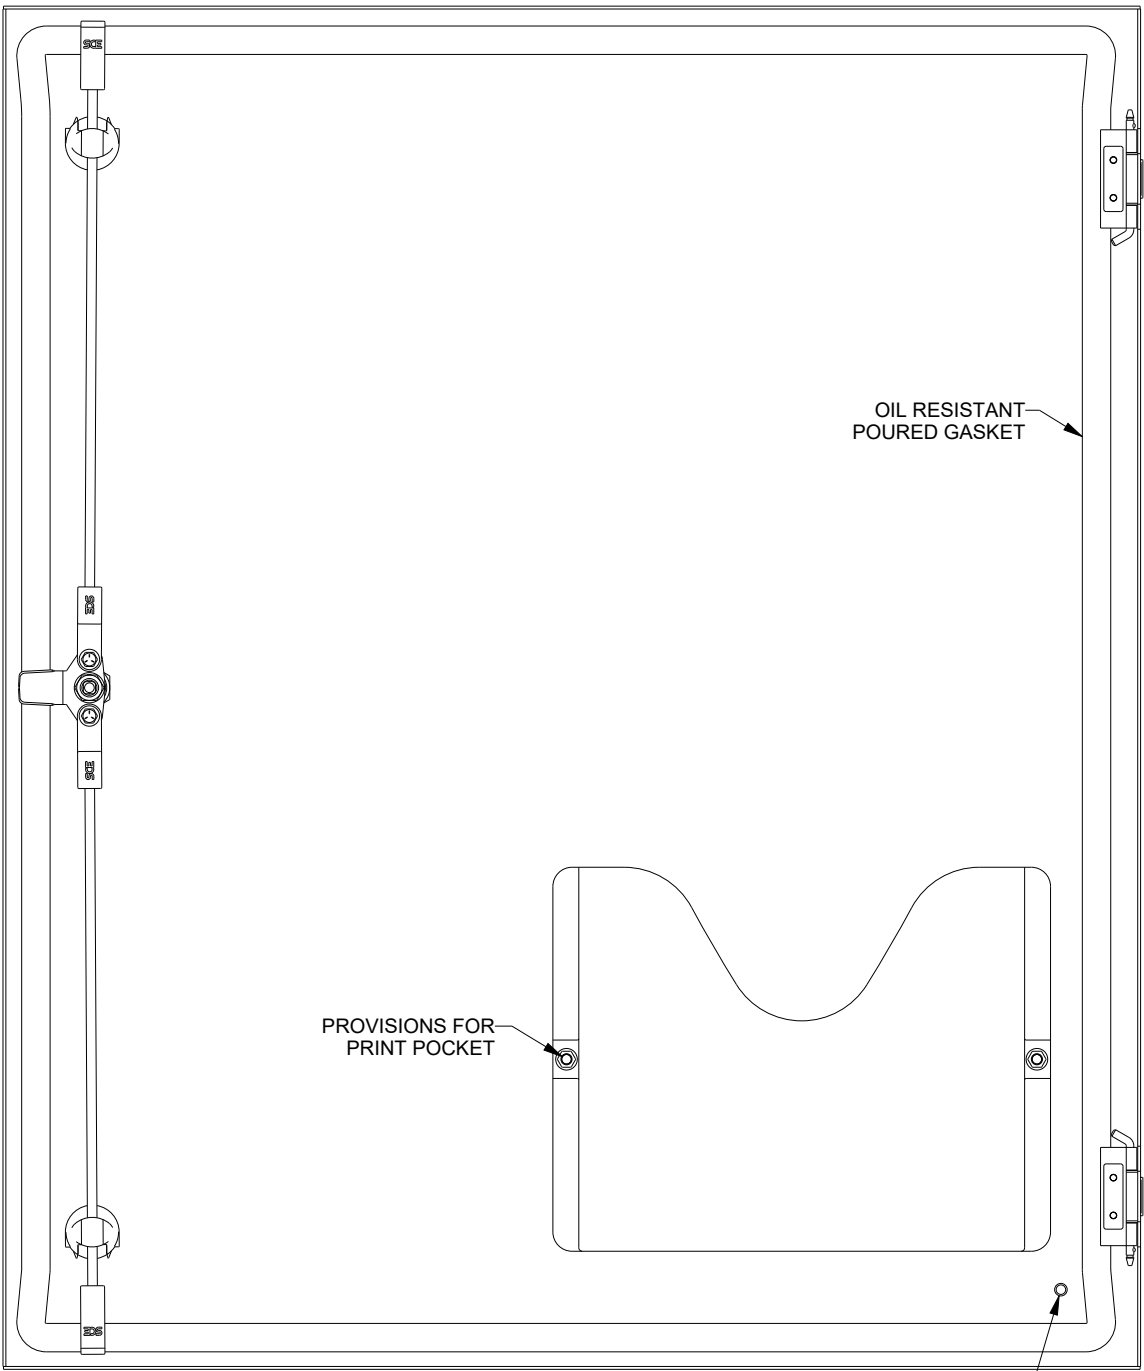 SCE
OIL RESISTANT
POURED GASKET
SCE
SCE
PROVISIONS FOR
PRINT POCKET
SCE